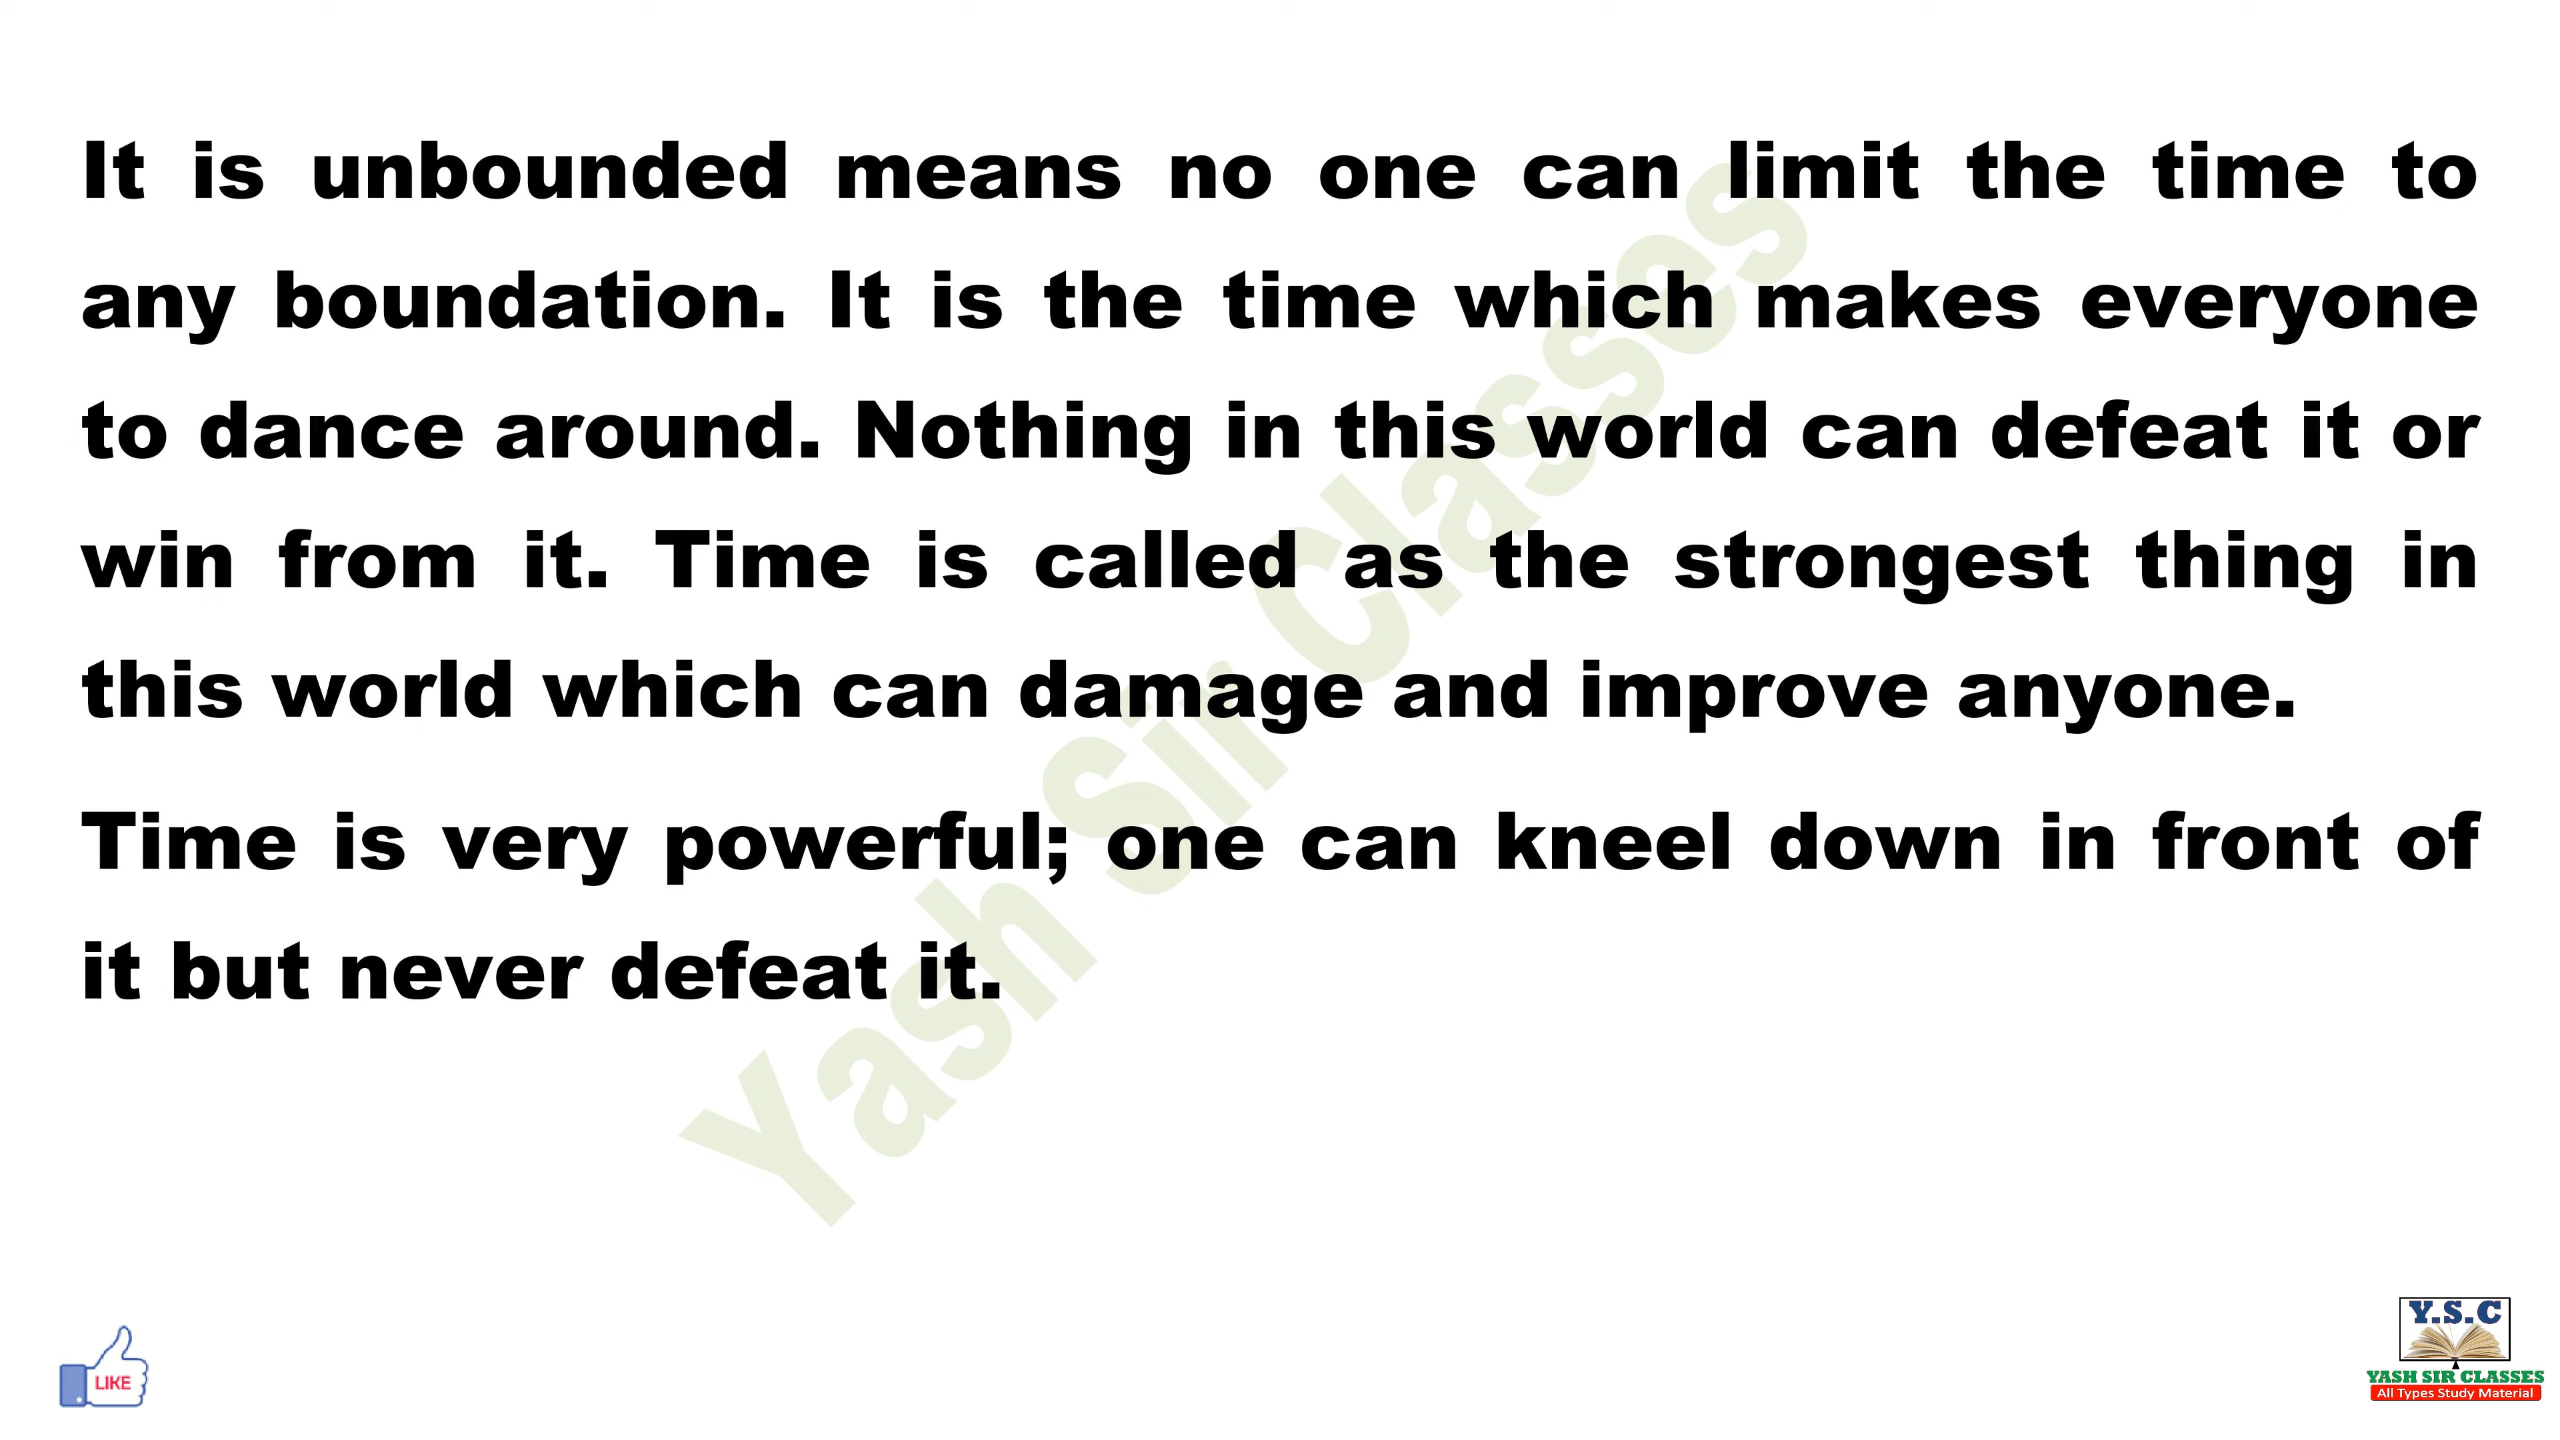 It is unbounded means no one can limit the time to
any boundation. It is the time which makes everyone
to dance around. Nothing in this world can defeat it or
win from it. Time is called as the strongest thing in
this world which can damage and improve anyone.
Time is very powerful; one can kneel down in front of
it but never defeat it.
Yash Sir Classes
LIKE
Y.S.C
YASH SIR CLASSES
All Types Study Material